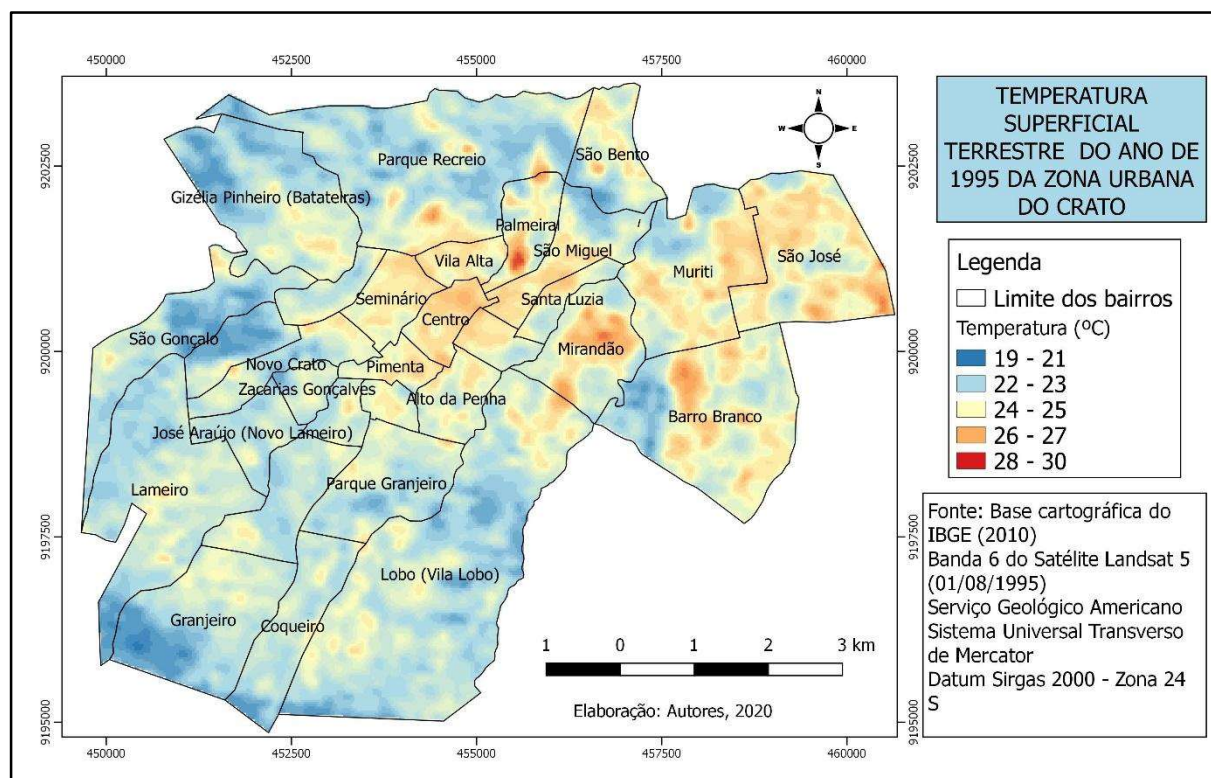 450000 452500 455000 457500 460000
9202500
9200000
9197500
9195000
N
W E
S
São Bento
Parque Recreio
Gizélia Pinheiro (Batateiras)
Palmeiral
São Miguel
Vila Alta
Muriti
São José
Seminário
Santa Luzia
Centro
São Gonçalo
Mirandão
Novo Crato
Pimenta
Zacarias Gonçalves
Alto da Penha
Barro Branco
José Araújo (Novo Lameiro)
Parque Granjeiro
Lameiro
Lobo (Vila Lobo)
Granjeiro
Coqueiro
1 0 1 2 3 km
Elaboração: Autores, 2020
9202500
9200000
9197500
9195000
450000 452500 455000 457500 460000
TEMPERATURA
SUPERFICIAL
TERRESTRE DO ANO DE
1995 DA ZONA URBANA
DO CRATO
Legenda
Limite dos bairros
Temperatura (ºC)
19 - 21
22 - 23
24 - 25
26 - 27
28 - 30
Fonte: Base cartográfica do
IBGE (2010)
Banda 6 do Satélite Landsat 5
(01/08/1995)
Serviço Geológico Americano
Sistema Universal Transverso
de Mercator
Datum Sirgas 2000 - Zona 24
S